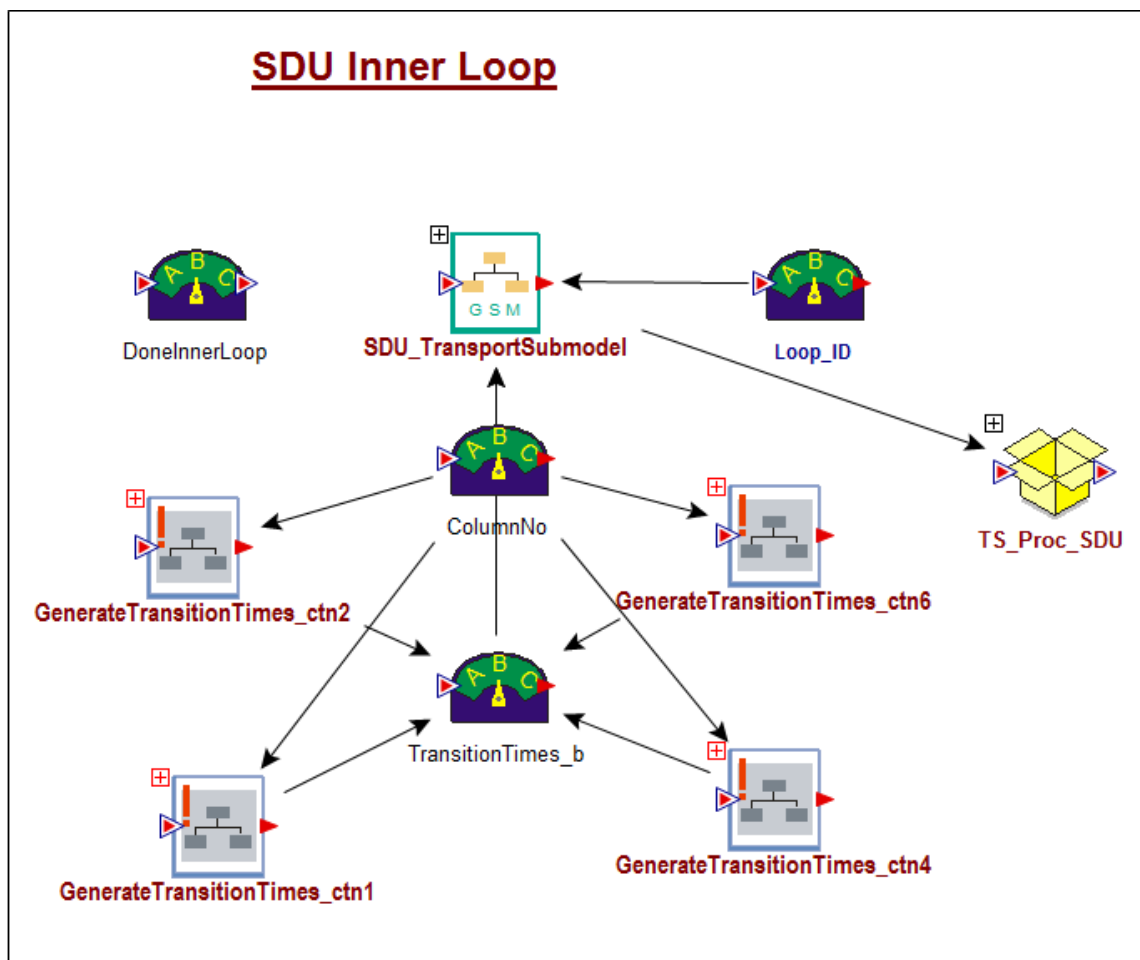 SDU Inner Loop
A B C
A B C
G S M
DoneInnerLoop
SDU_TransportSubmodel
Loop_ID
A B C
ColumnNo
TS_Proc_SDU
GenerateTransitionTimes_ctn2
GenerateTransitionTimes_ctn6
A B C
TransitionTimes_b
GenerateTransitionTimes_ctn1
GenerateTransitionTimes_ctn4